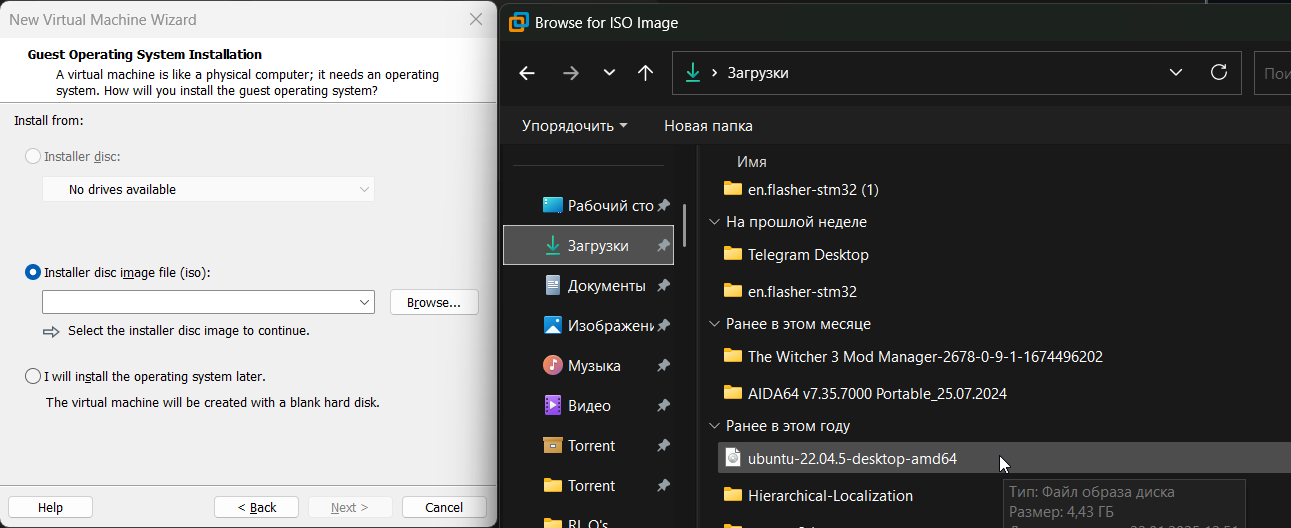 New Virtual Machine Wizard
Guest Operating System Installation
A virtual machine is like a physical computer; it needs an operating
system. How will you install the guest operating system?
Install from:
Installer disc:
No drives available
Installer disc image file (iso):
Browse...
Select the installer disc image to continue.
I will install the operating system later.
The virtual machine will be created with a blank hard disk.
Help
< Back
Next >
Cancel
Browse for ISO Image
Загрузки
Упорядочить
Новая папка
Рабочий сто
Загрузки
Документы
Изображени
Музыка
Видео
Torrent
Torrent
Имя
en.flasher-stm32 (1)
На прошлой неделе
Telegram Desktop
en.flasher-stm32
Ранее в этом месяце
The Witcher 3 Mod Manager-2678-0-9-1-1674496202
AIDA64 v7.35.7000 Portable_25.07.2024
Ранее в этом году
ubuntu-22.04.5-desktop-amd64
Hierarchical-Localization
Тип: Файл образа диска
Размер: 4,43 ГБ